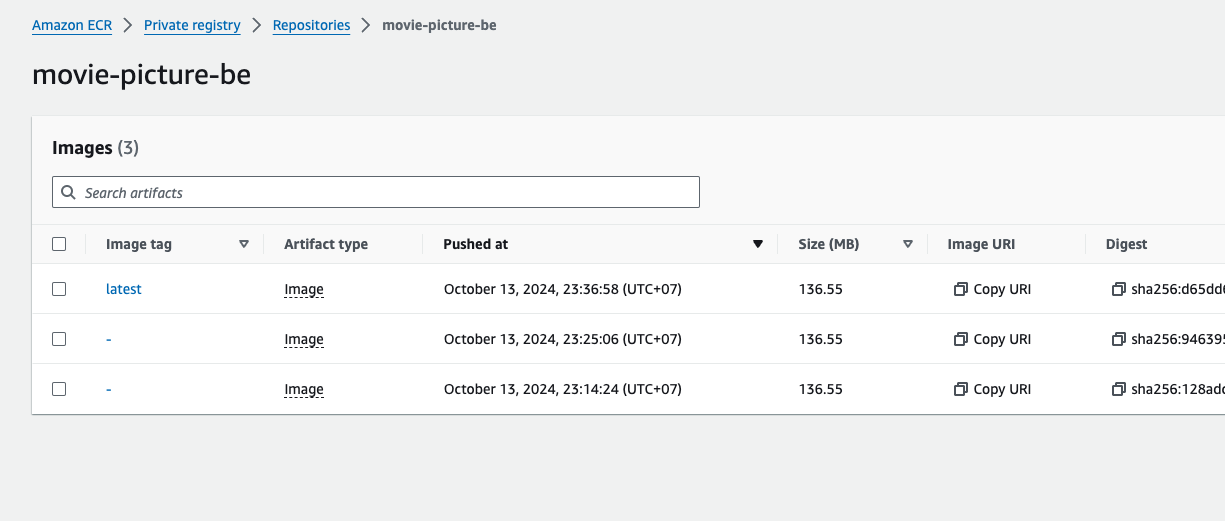 Amazon ECR > Private registry > Repositories > movie-picture-be
movie-picture-be
Images (3)
Search artifacts
Image tag Artifact type Pushed at Size (MB) Image URI Digest
latest Image October 13, 2024, 23:36:58 (UTC+07) 136.55 Copy URI sha256:d65dd
- Image October 13, 2024, 23:25:06 (UTC+07) 136.55 Copy URI sha256:94639
- Image October 13, 2024, 23:14:24 (UTC+07) 136.55 Copy URI sha256:128ad